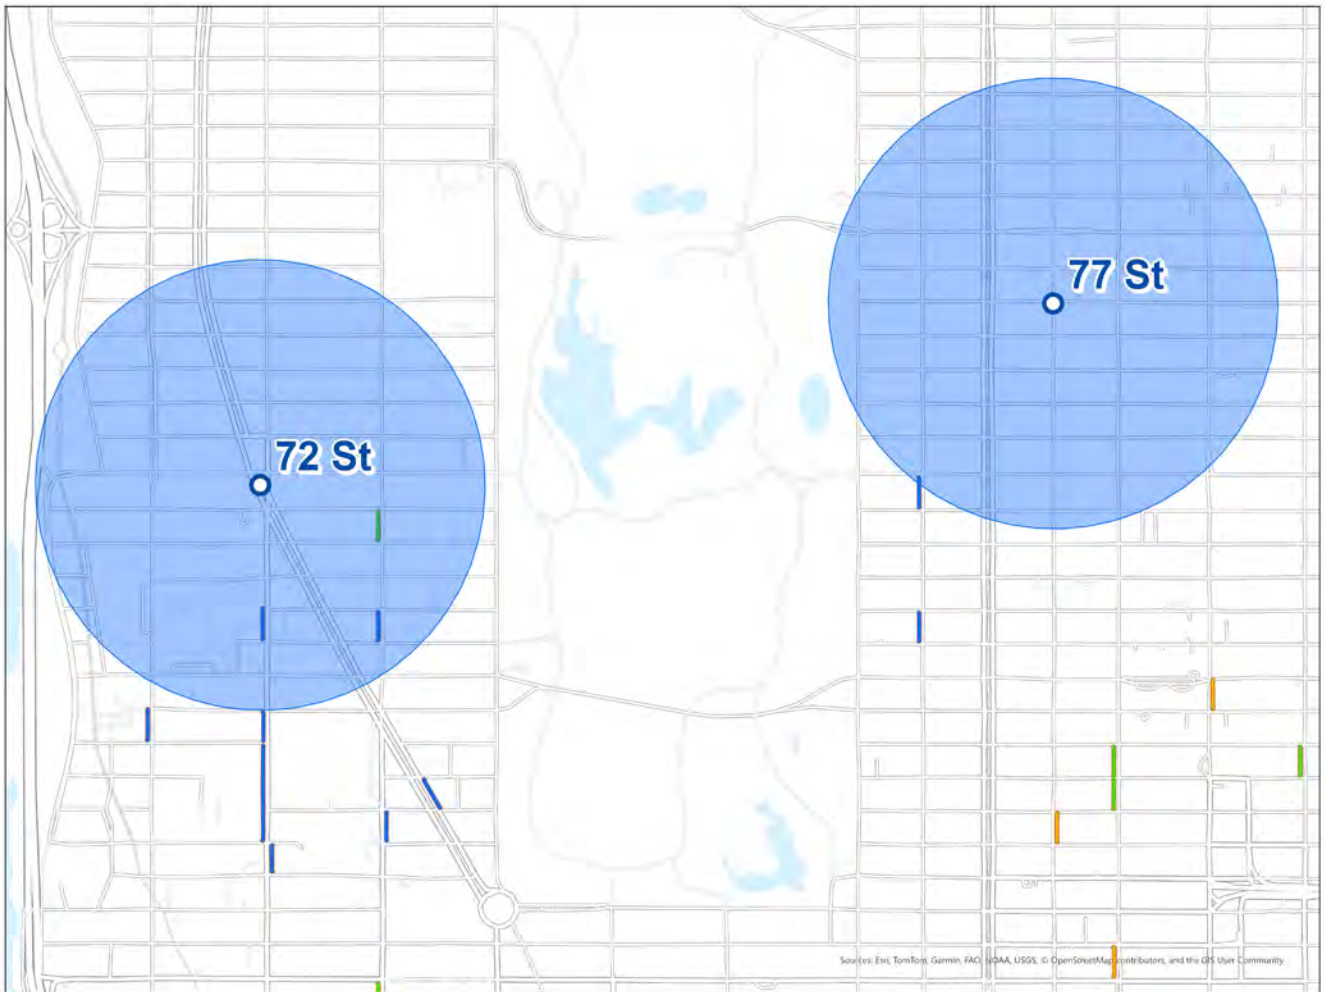 77 St
72 St
Sources: Esri, TomTom, Garmin, FAO, NOAA, USGS, © OpenStreetMap contributors, and the GIS User Community